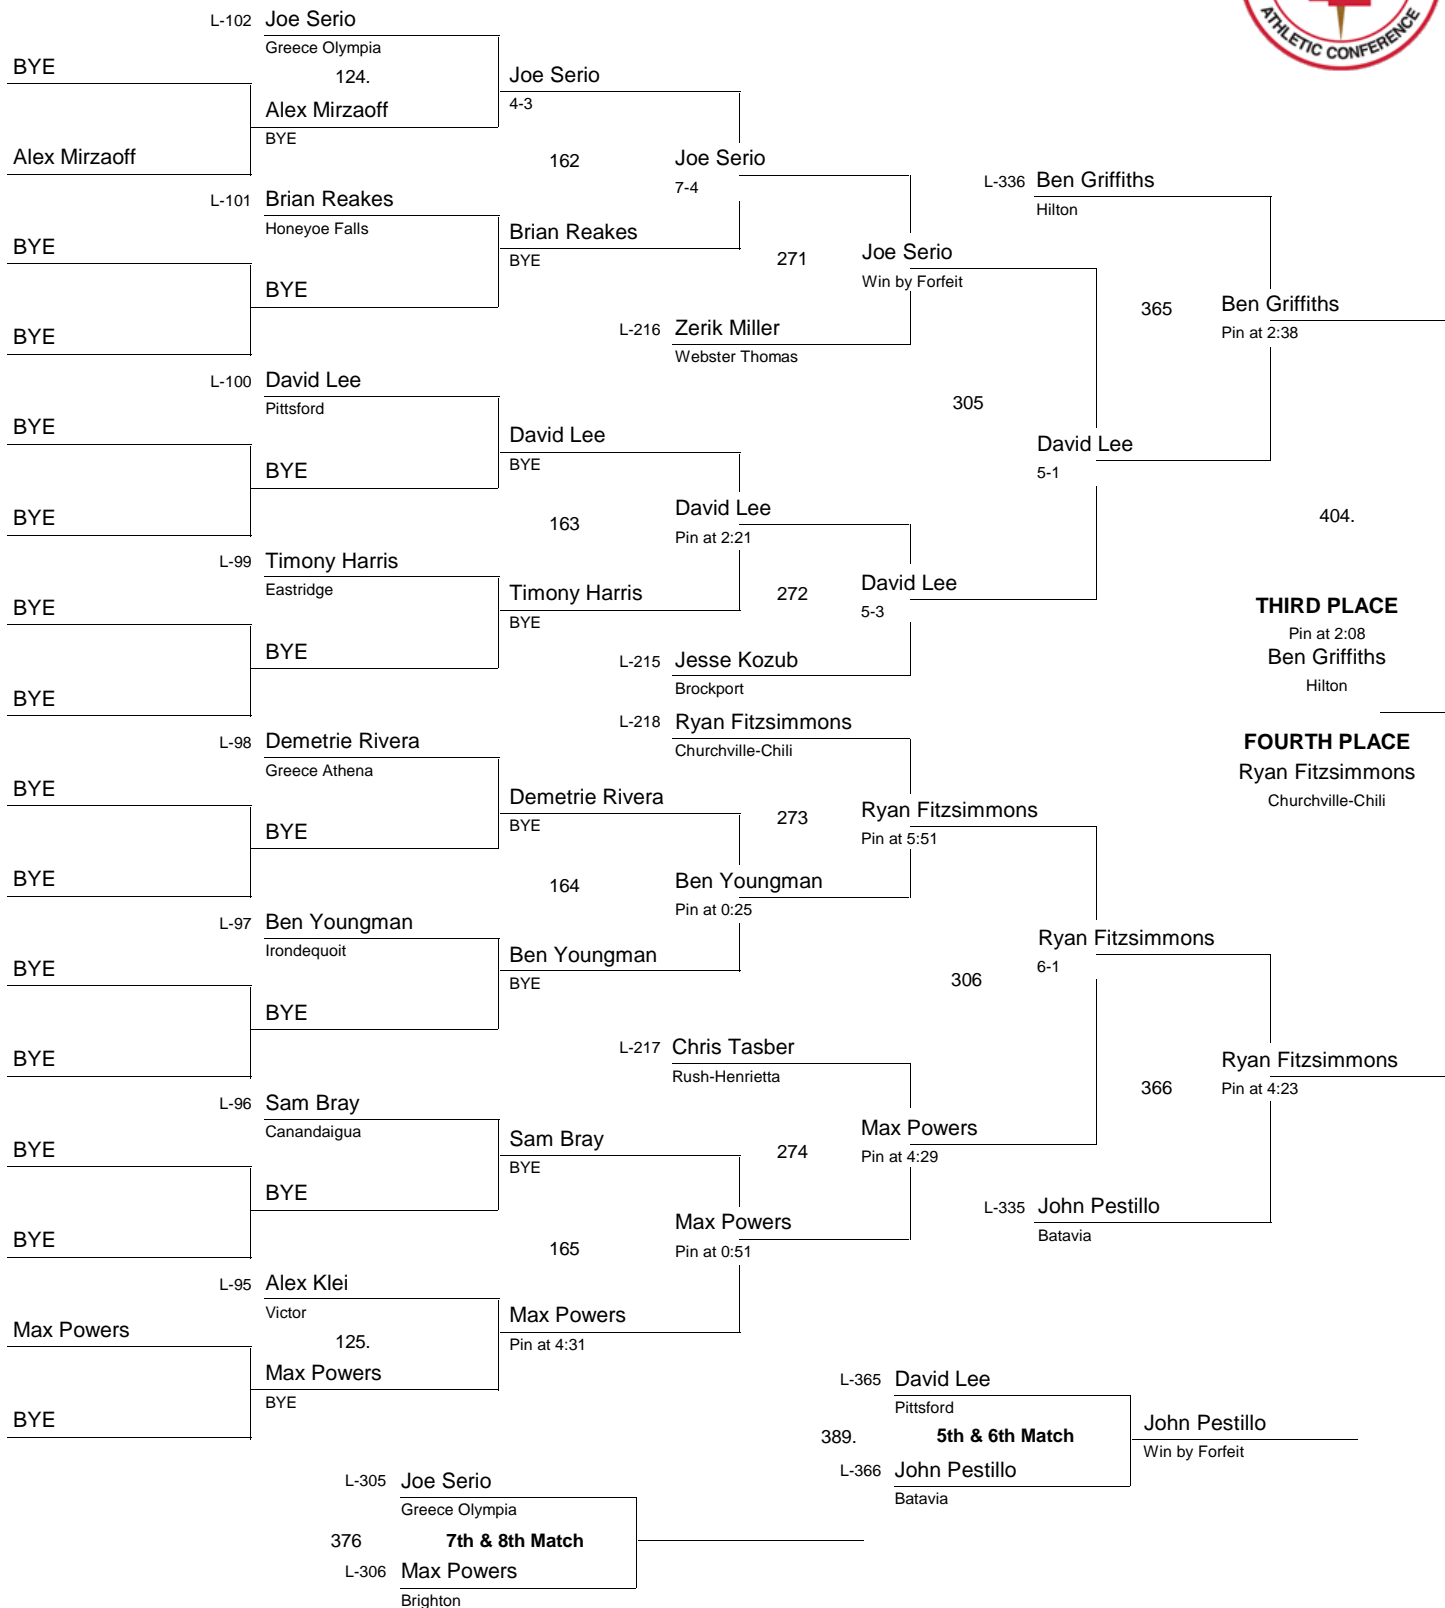 ATHLETIC CONFERENCE
L-102 Joe Serio
Greece Olympia
BYE
124.
Joe Serio
4-3
Alex Mirzaoff
BYE
Alex Mirzaoff
162
Joe Serio
7-4
L-336 Ben Griffiths
Hilton
L-101 Brian Reakes
Honeyoe Falls
BYE
Brian Reakes
BYE
271
Joe Serio
Win by Forfeit
BYE
365
Ben Griffiths
Pin at 2:38
BYE
L-216 Zerik Miller
Webster Thomas
L-100 David Lee
Pittsford
305
BYE
David Lee
BYE
David Lee
5-1
BYE
David Lee
Pin at 2:21
BYE
163
404.
L-99 Timony Harris
Eastridge
Timony Harris
BYE
272
David Lee
5-3
BYE
THIRD PLACE
Pin at 2:08
Ben Griffiths
Hilton
BYE
L-215 Jesse Kozub
Brockport
BYE
L-218 Ryan Fitzsimmons
Churchville-Chili
L-98 Demetrie Rivera
Greece Athena
FOURTH PLACE
Ryan Fitzsimmons
Churchville-Chili
BYE
Demetrie Rivera
BYE
273
Ryan Fitzsimmons
Pin at 5:51
BYE
BYE
164
Ben Youngman
Pin at 0:25
L-97 Ben Youngman
Irondequoit
BYE
Ben Youngman
BYE
Ryan Fitzsimmons
6-1
306
BYE
BYE
L-217 Chris Tasber
Rush-Henrietta
Ryan Fitzsimmons
Pin at 4:23
366
L-96 Sam Bray
Canandaigua
BYE
Sam Bray
BYE
274
Max Powers
Pin at 4:29
BYE
L-335 John Pestillo
Batavia
BYE
165
Max Powers
Pin at 0:51
L-95 Alex Klei
Victor
Max Powers
125.
Max Powers
Pin at 4:31
Max Powers
BYE
BYE
L-365 David Lee
Pittsford
389.
5th & 6th Match
John Pestillo
Win by Forfeit
L-366 John Pestillo
Batavia
L-305 Joe Serio
Greece Olympia
376
7th & 8th Match
L-306 Max Powers
Brighton